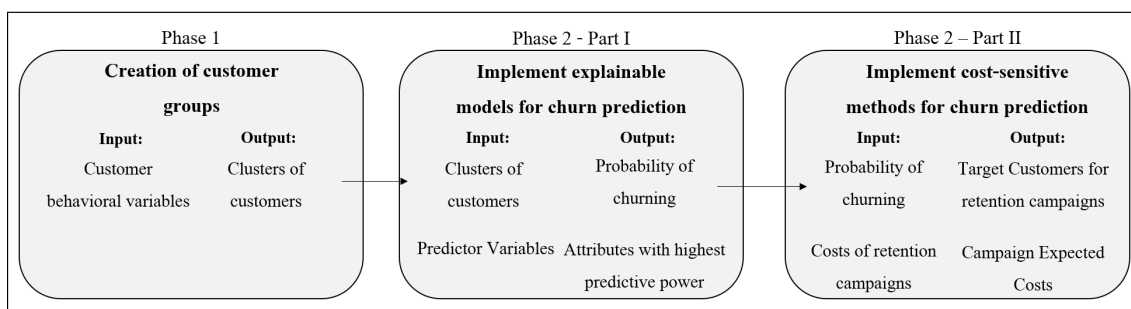 Phase 1
Creation of customer
groups
Input:
Customer
behavioral variables
Output:
Clusters of
customers
Phase 2 - Part I
Implement explainable
models for churn prediction
Input:
Clusters of
customers
Predictor Variables
Output:
Probability of
churning
Attributes with highest
predictive power
Phase 2 – Part II
Implement cost-sensitive
methods for churn prediction
Input:
Probability of
churning
Costs of retention
campaigns
Output:
Target Customers for
retention campaigns
Campaign Expected
Costs